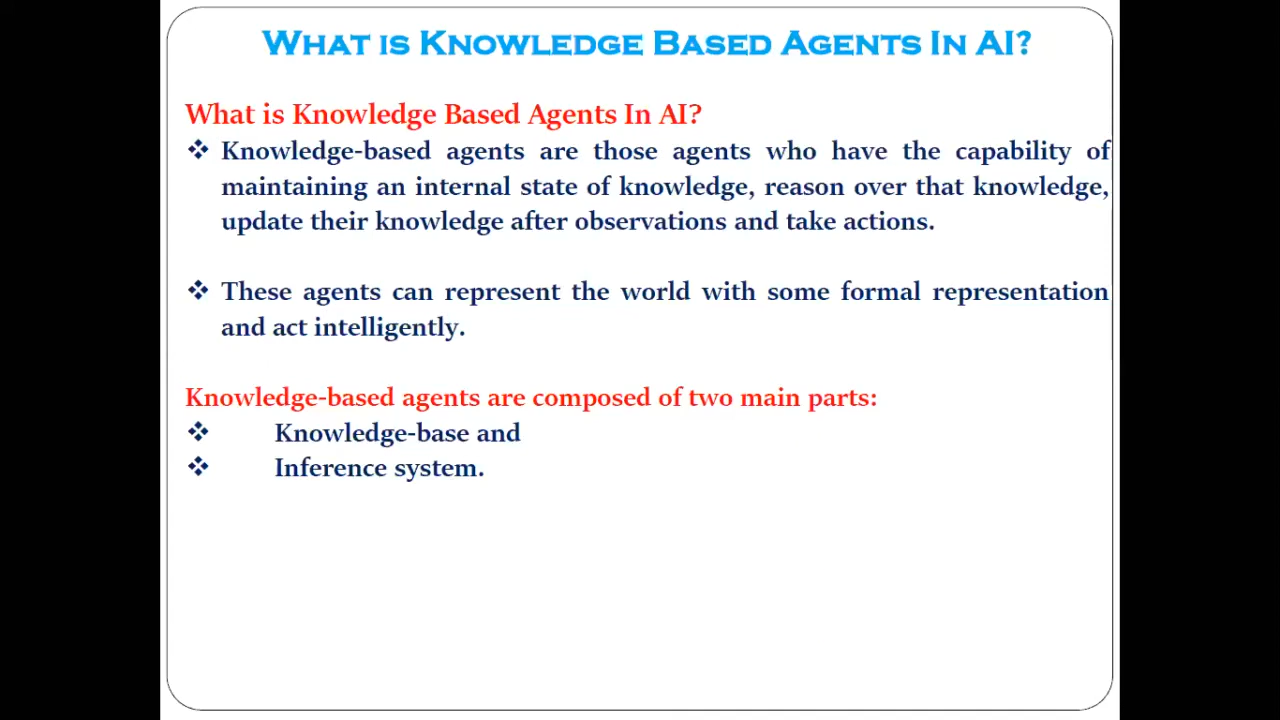 What is Knowledge Based Agents In AI?
What is Knowledge Based Agents In AI?
❖ Knowledge-based agents are those agents who have the capability of
maintaining an internal state of knowledge, reason over that knowledge,
update their knowledge after observations and take actions.
❖ These agents can represent the world with some formal representation
and act intelligently.
Knowledge-based agents are composed of two main parts:
❖ Knowledge-base and
❖ Inference system.